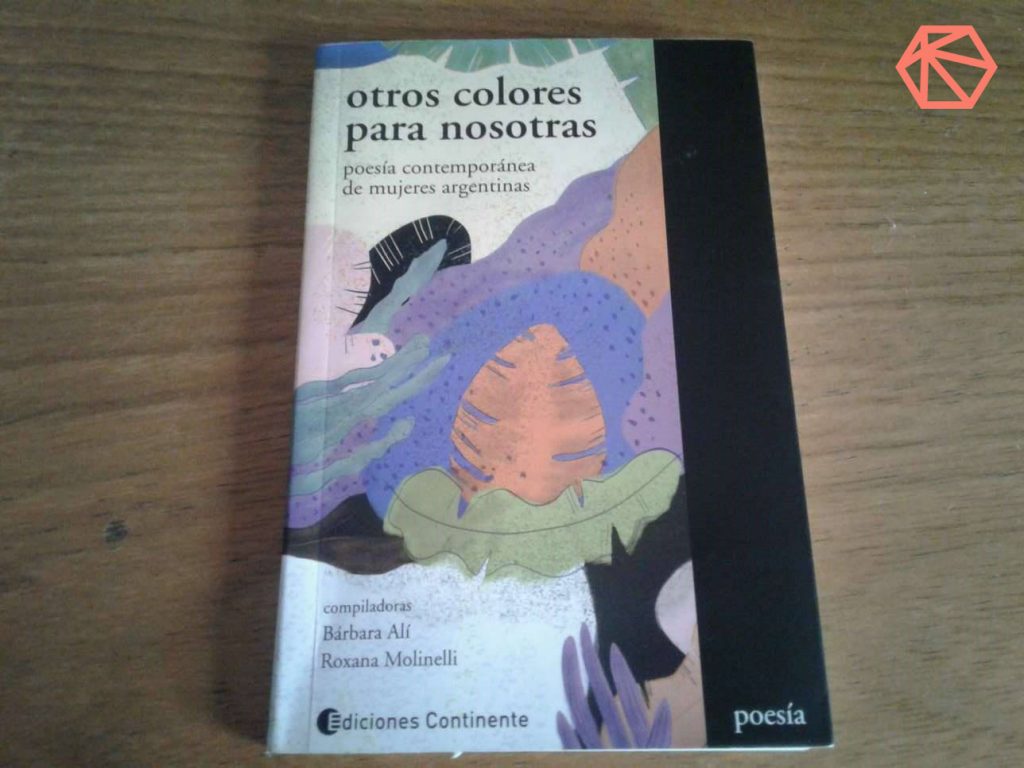 otros colores
para nosotras
poesía contemporánea
de mujeres argentinas
compiladoras
Bárbara Alí
Roxana Molinelli
Ediciones Continente
poesía